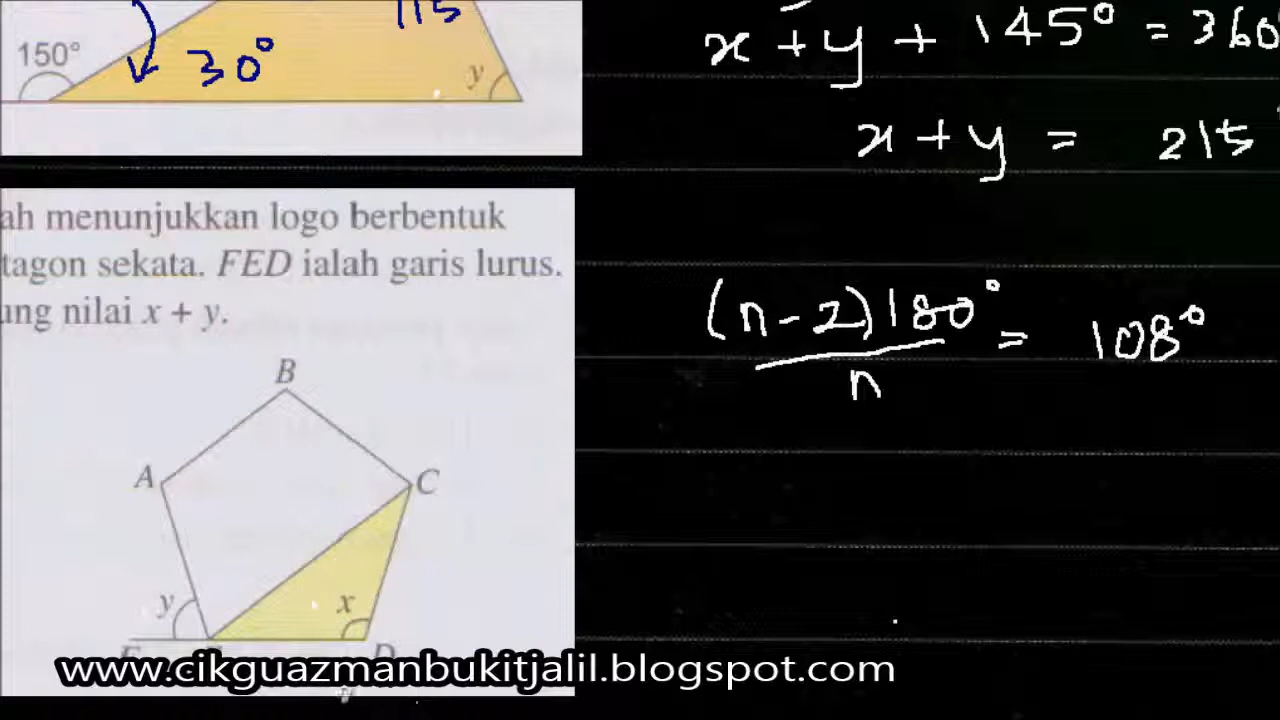 115
150°
30°
y
x + y + 145° = 360
x + y = 215
ah menunjukkan logo berbentuk
tagon sekata. FED ialah garis lurus.
ung nilai x + y.
(n - 2)180° = 108°
n
B
A
C
y
x
D
www.cikguazmanbukitjalil.blogspot.com